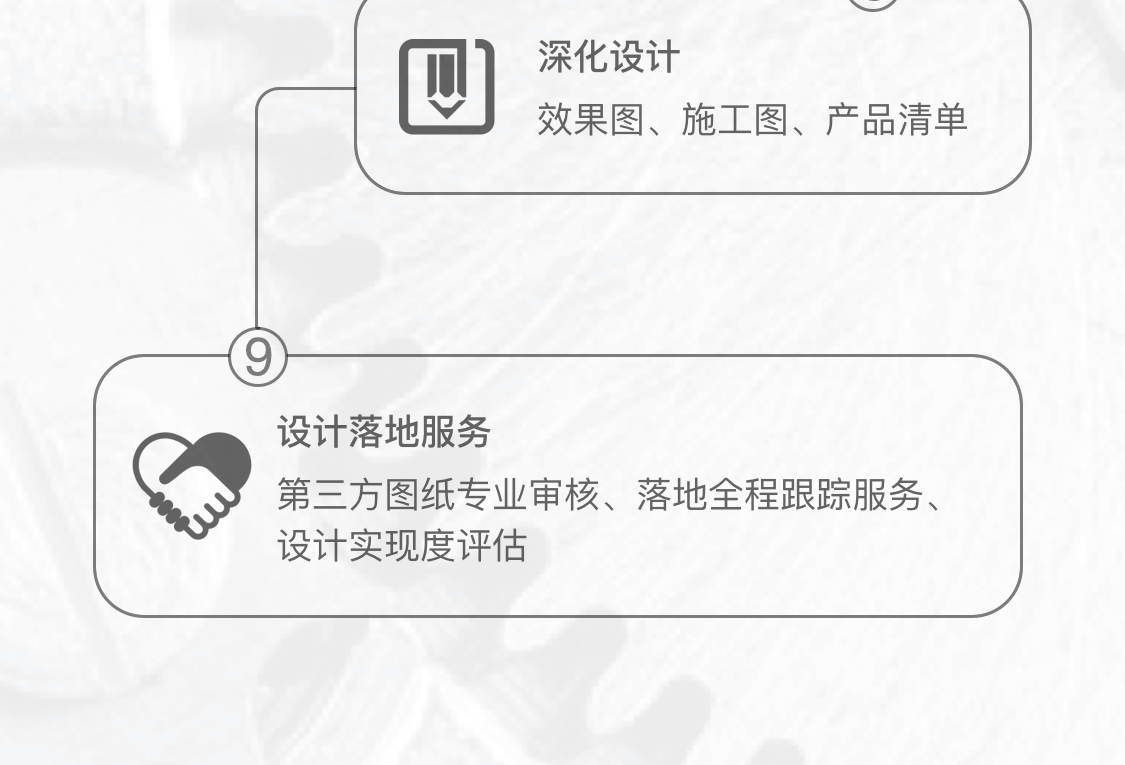 深化设计
效果图、施工图、产品清单
9
设计落地服务
第三方图纸专业审核、落地全程跟踪服务、
设计实现度评估